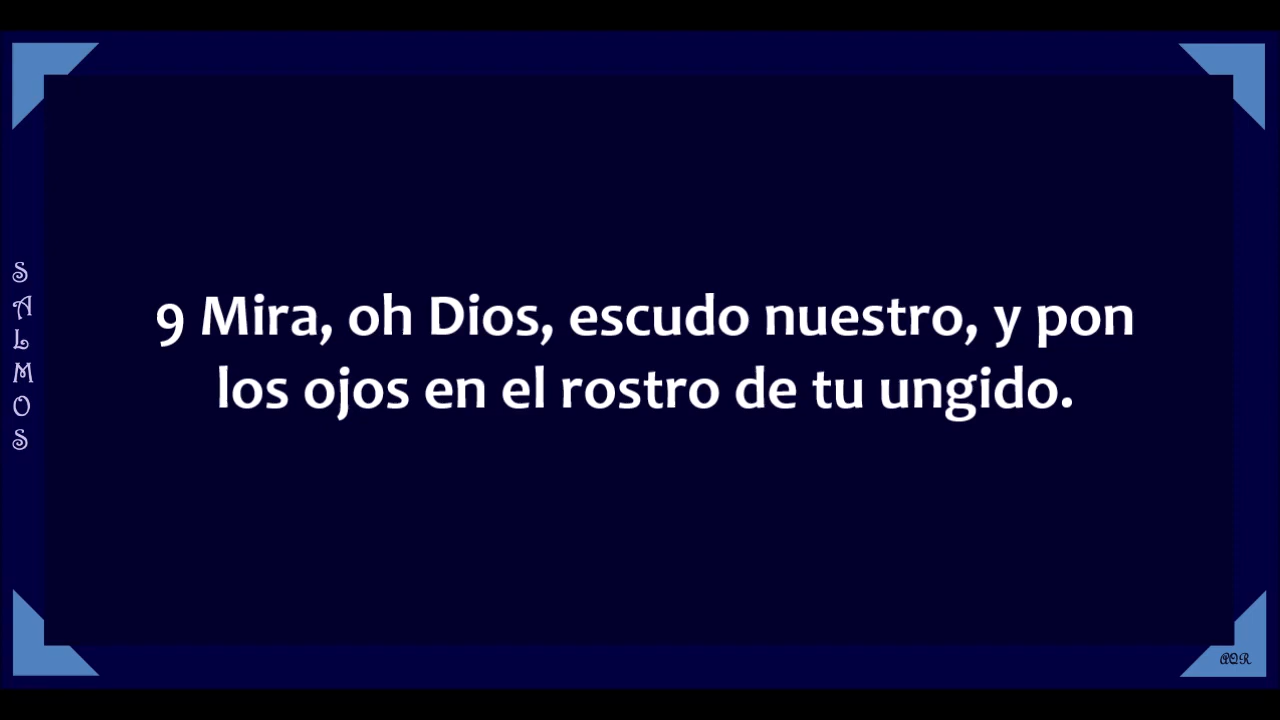 SALMOS
9 Mira, oh Dios, escudo nuestro, y pon
los ojos en el rostro de tu ungido.